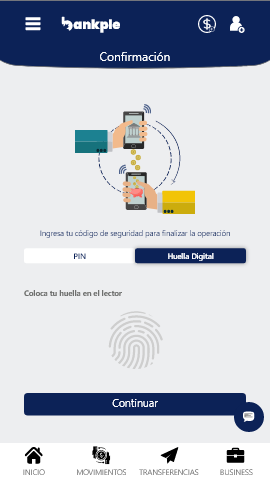 bankple
Confirmación
Ingresa tu código de seguridad para finalizar la operación
PIN
Huella Digital
Coloca tu huella en el lector
Continuar
INICIO
MOVIMIENTOS
TRANSFERENCIAS
BUSINESS